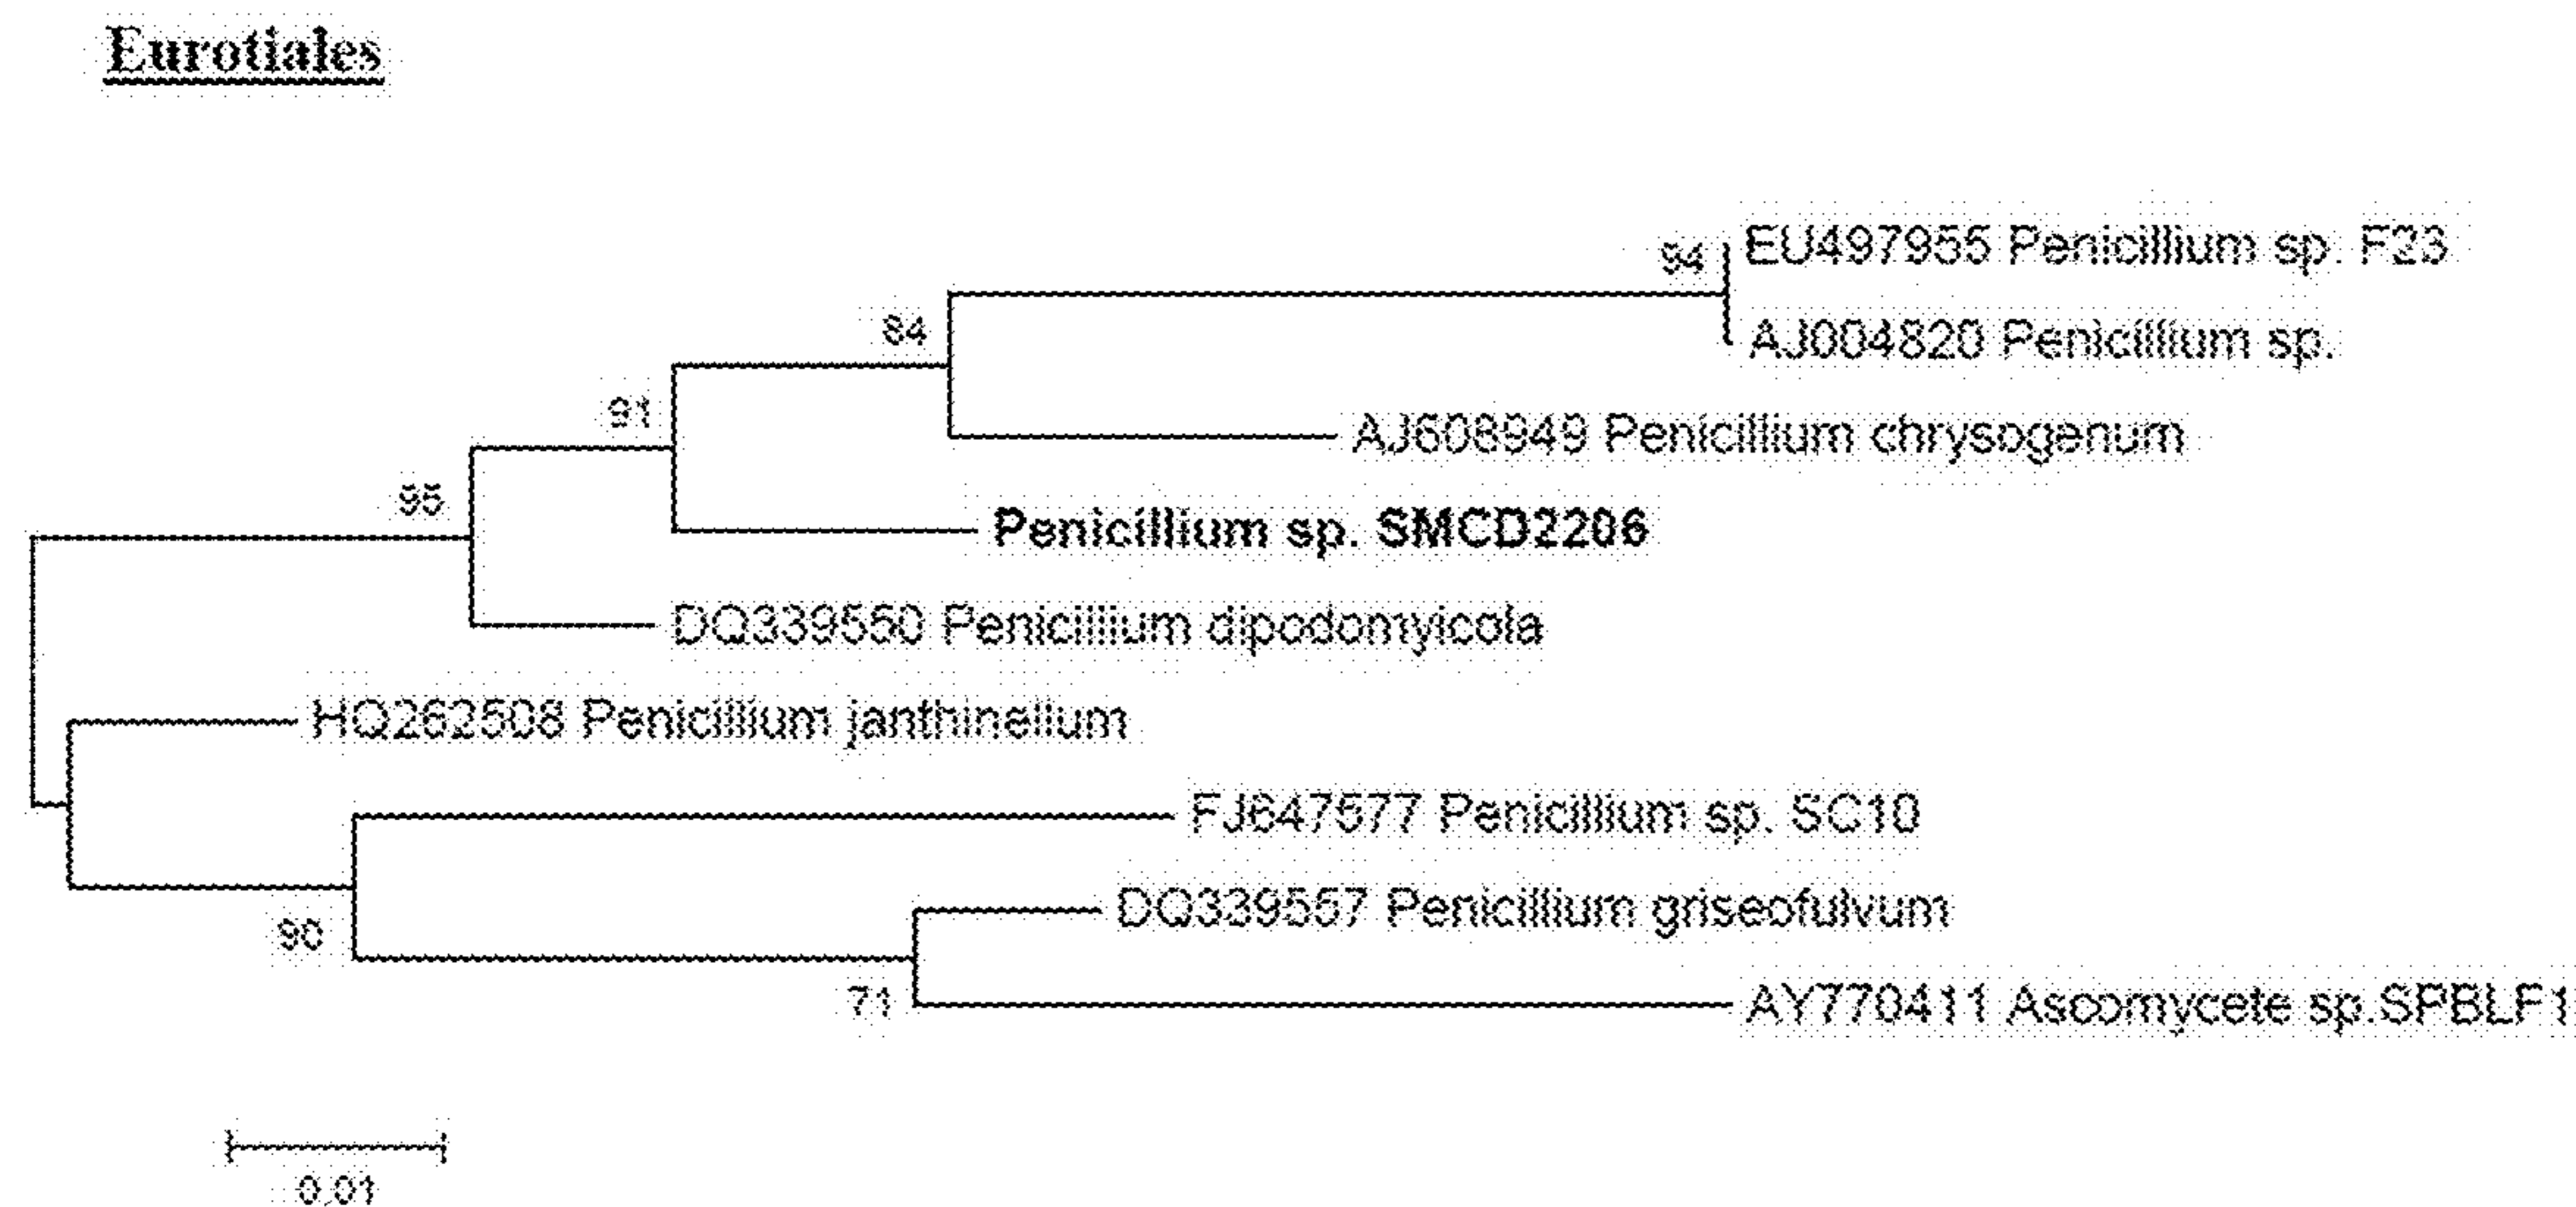 Eurotiales
94
EU497955 Penicillium sp. F23
AJ004820 Penicillium sp.
84
AJ608949 Penicillium chrysogenum
91
Penicillium sp. SMCD2206
95
DQ339550 Penicillium dipodomyicola
HQ262508 Penicillium janthinellum
FJ647577 Penicillium sp. SC10
DQ339557 Penicillium griseofulvum
90
71
AY770411 Ascomycete sp.SPBLF1
0.01